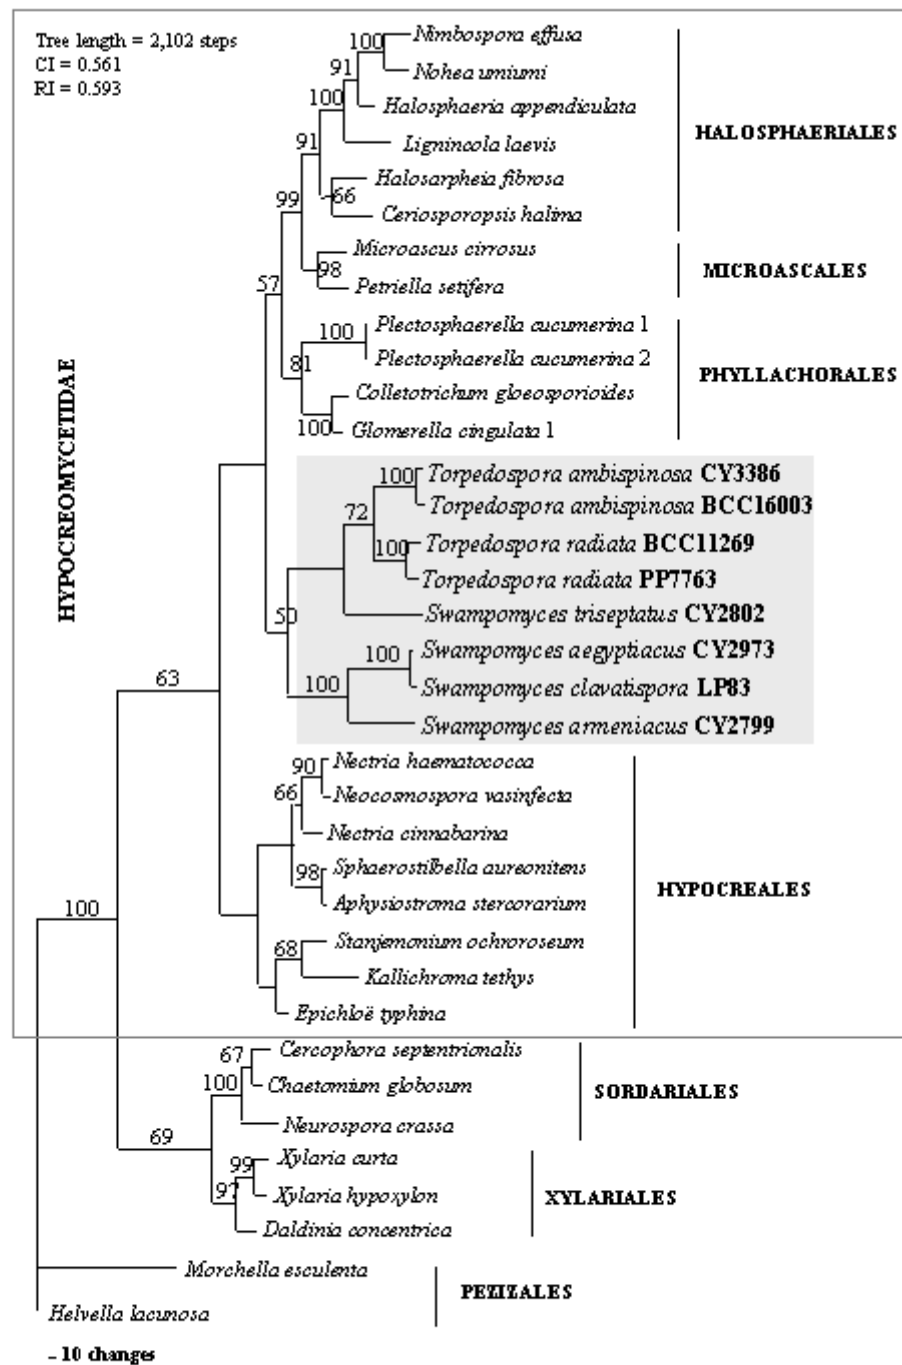 Tree length = 2,102 steps
CI = 0.561
RI = 0.593
HYPOCREOMYCETIDAE
100 Nimbospora effusa
91 Nohea umiumi
100 Halosphaeria appendiculata
HALOSPHAERIALES
91 Lignincola laevis
Halosarpheia fibrosa
99 66
Ceriosporopsis halima
Microascus cirrosus
98
MICROASCALES
57 Petriella setifera
100 Plectosphaerella cucumerina 1
Plectosphaerella cucumerina 2
81
PHYLLACHORALES
Colletotrichum gloeosporioides
100 Glomerella cingulata 1
100 Torpedospora ambispinosa CY3386
Torpedospora ambispinosa BCC16003
72
Torpedospora radiata BCC11269
100
Torpedospora radiata PP7763
50 Swampomyces triseptatus CY2802
100 Swampomyces aegyptiacus CY2973
63 100 Swampomyces clavatispora LP83
Swampomyces armeniacus CY2799
90 Nectria haematococca
66 Neocosmospora vasinfecta
Nectria cinnabarina
98 Sphaerostilbella aureonitens
HYPOCREALES
Aphysiostroma stercorarium
100
68 Stanjemonium ochroroseum
Kallichroma tethys
Epichloë typhina
67 Cercophora septentrionalis
100 Chaetomium globosum
SORDARIALES
Neurospora crassa
69
99 Xylaria curta
97 Xylaria hypoxylon
XYLARIALES
Daldinia concentrica
Morchella esculenta
PEZIZALES
Helvella lacunosa
– 10 changes